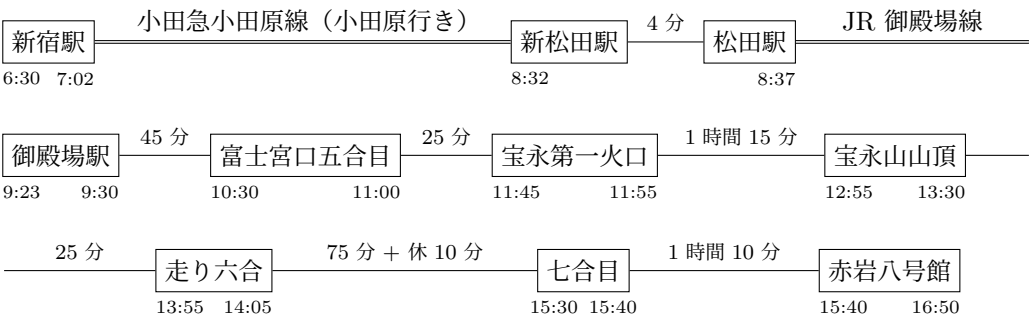 小田急小田原線（小田原行き） 4 分 JR 御殿場線
新宿駅 新松田駅 松田駅
6:30 7:02 8:32 8:37
45 分 25 分 1 時間 15 分
御殿場駅 富士宮口五合目 宝永第一火口 宝永山山頂
9:23 9:30 10:30 11:00 11:45 11:55 12:55 13:30
25 分 75 分 + 休 10 分 1 時間 10 分
走り六合 七合目 赤岩八号館
13:55 14:05 15:30 15:40 15:40 16:50